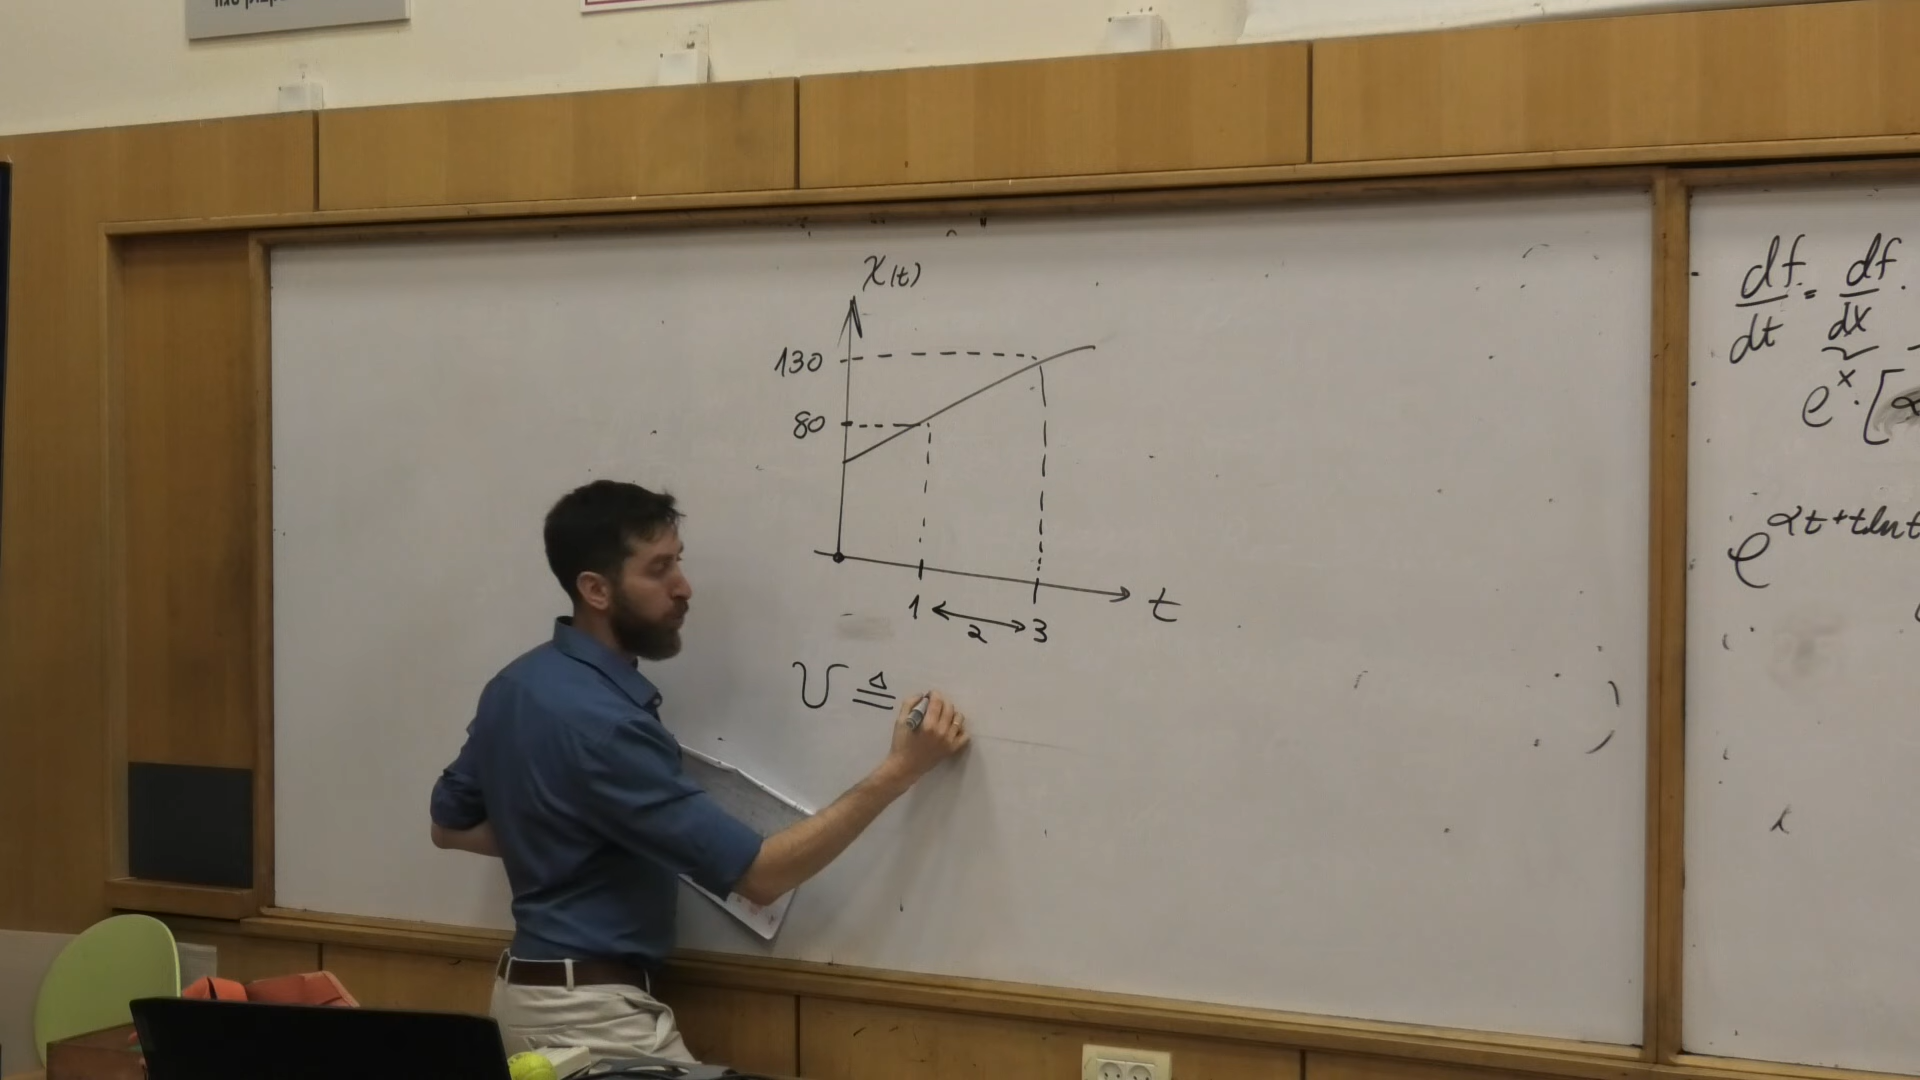 x(t)
130
80
1 2 3
t
v ≜
df/dt = df/dx ·
e^x · [α
e^αt+tlnt